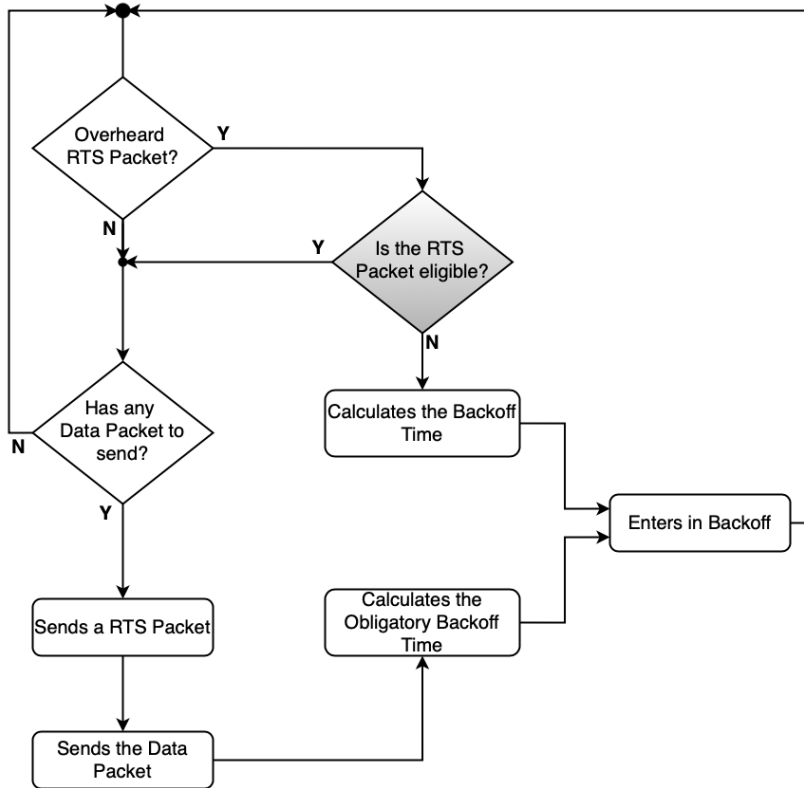 Overheard
RTS Packet?
Y
N
Is the RTS
Packet eligible?
Y
N
Has any
Data Packet to
send?
N
Y
Calculates the Backoff
Time
Enters in Backoff
Calculates the
Obligatory Backoff
Time
Sends a RTS Packet
Sends the Data
Packet